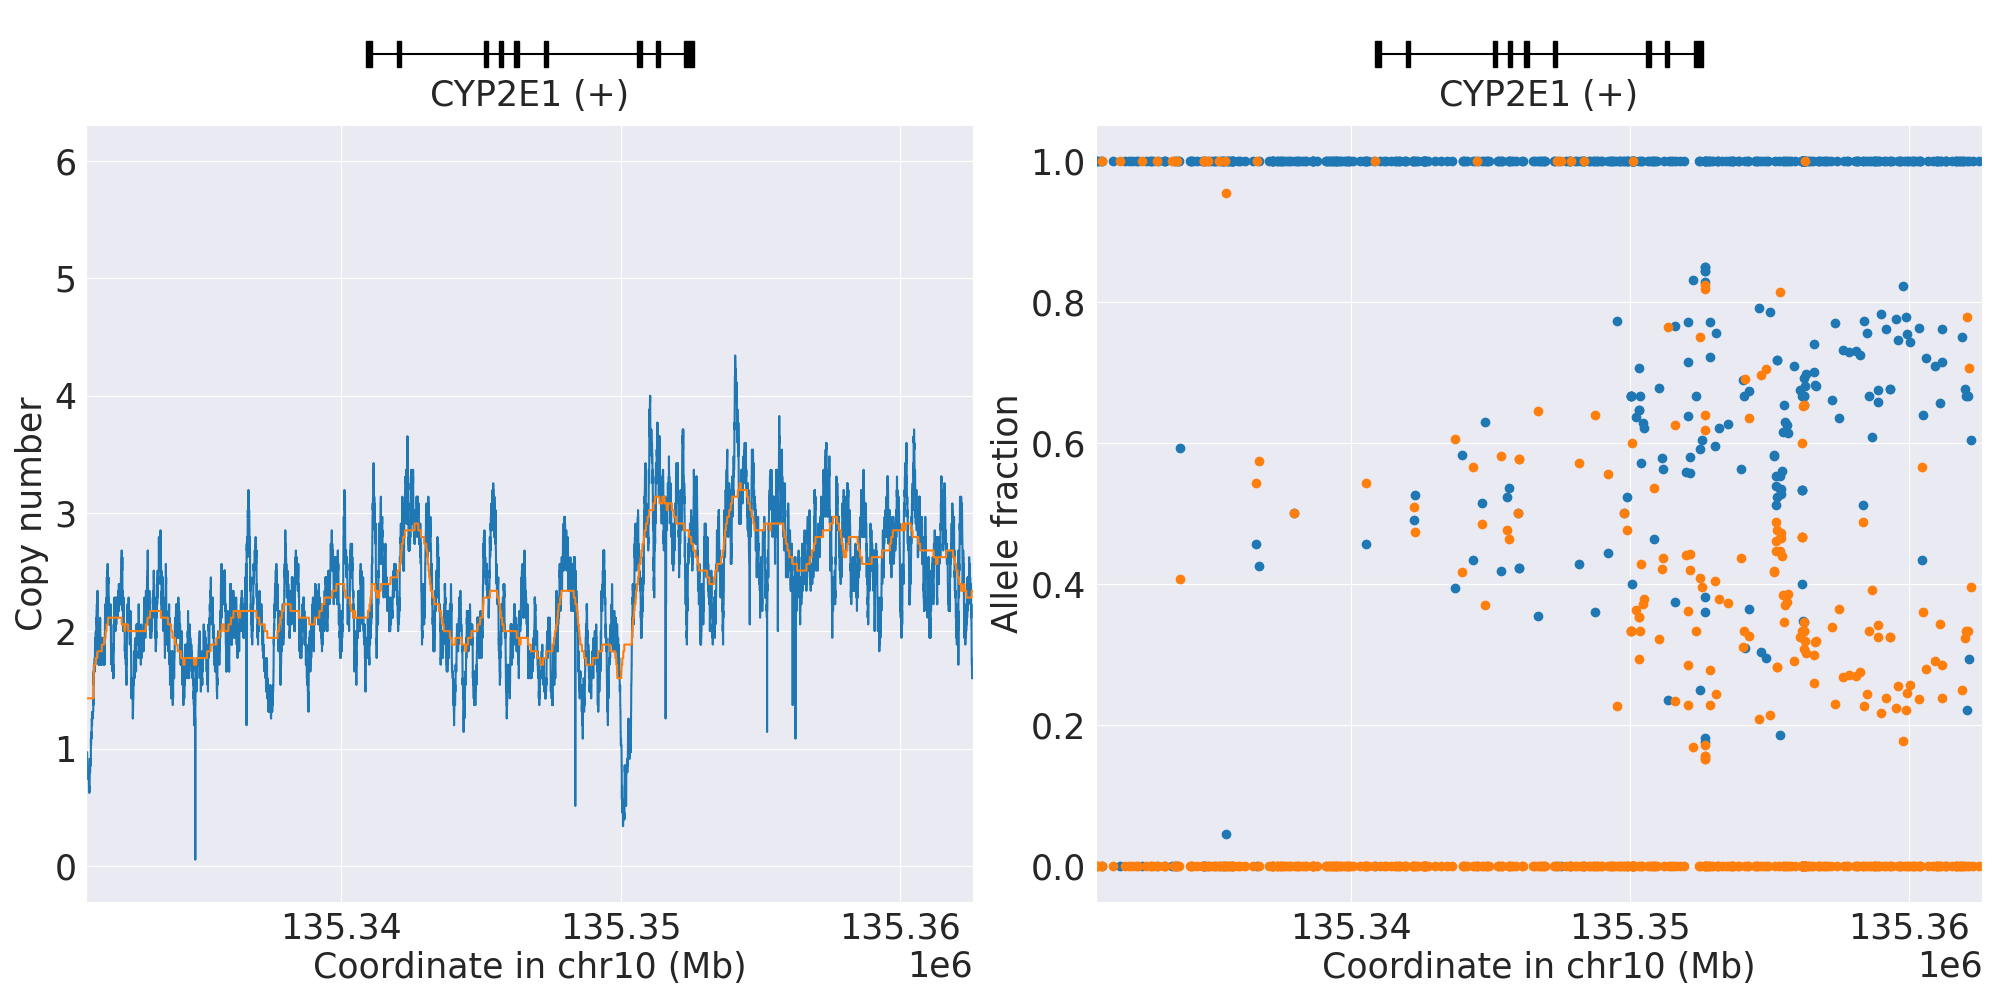 CYP2E1 (+)
6
5
4
3
2
1
0
Copy number
135.34 135.35 135.36
Coordinate in chr10 (Mb)
1e6
CYP2E1 (+)
1.0
0.8
0.6
0.4
0.2
0.0
Allele fraction
135.34 135.35 135.36
Coordinate in chr10 (Mb)
1e6